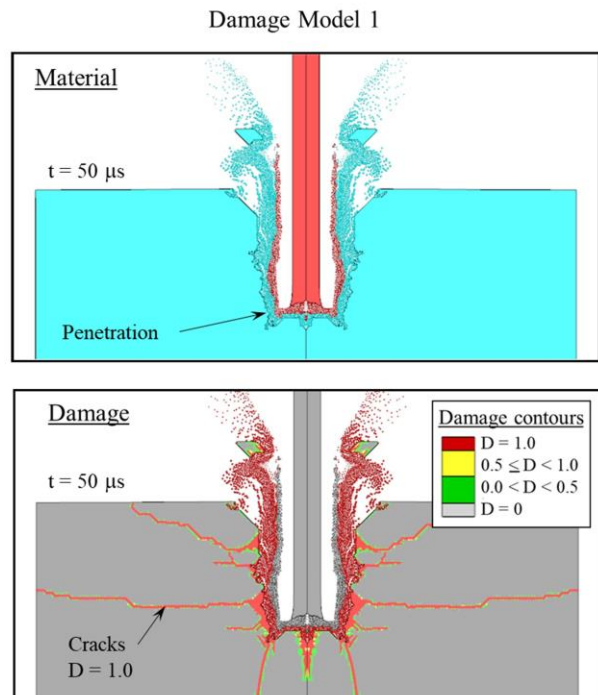 Damage Model 1
Material
t = 50 μs
Penetration
Damage
t = 50 μs
Damage contours
D = 1.0
0.5 ≤ D < 1.0
0.0 < D < 0.5
D = 0
Cracks
D = 1.0